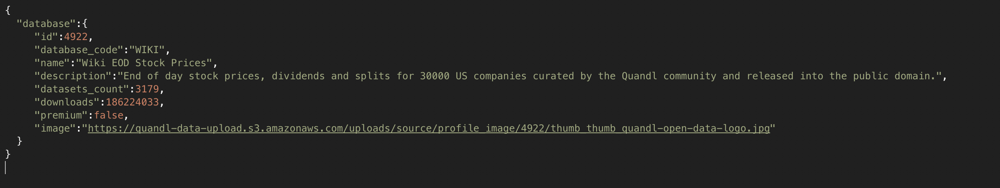 {
  "database":{
     "id":4922,
     "database_code":"WIKI",
     "name":"Wiki EOD Stock Prices",
     "description":"End of day stock prices, dividends and splits for 30000 US companies curated by the Quandl community and released into the public domain.",
     "datasets_count":3179,
     "downloads":186224033,
     "premium":false,
     "image":"https://quandl-data-upload.s3.amazonaws.com/uploads/source/profile_image/4922/thumb_thumb_quandl-open-data-logo.jpg"
  }
}